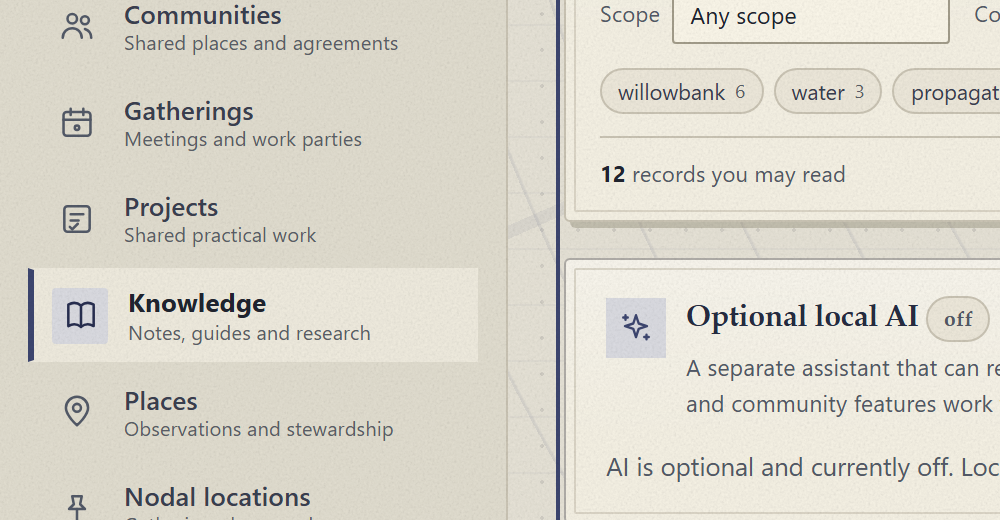 Communities
Shared places and agreements
Gatherings
Meetings and work parties
Projects
Shared practical work
Knowledge
Notes, guides and research
Places
Observations and stewardship
Nodal locations
Scope
Any scope
Co
willowbank 6
water 3
propagat
12 records you may read
Optional local AI
off
A separate assistant that can re
and community features work
AI is optional and currently off. Loc